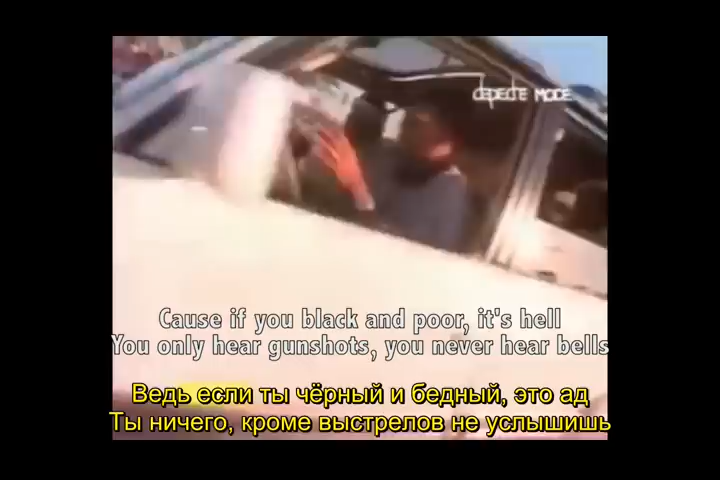 depeche mode
Cause if you black and poor, it's hell
You only hear gunshots, you never hear bells
Ведь если ты чёрный и бедный, это ад
Ты ничего, кроме выстрелов не услышишь